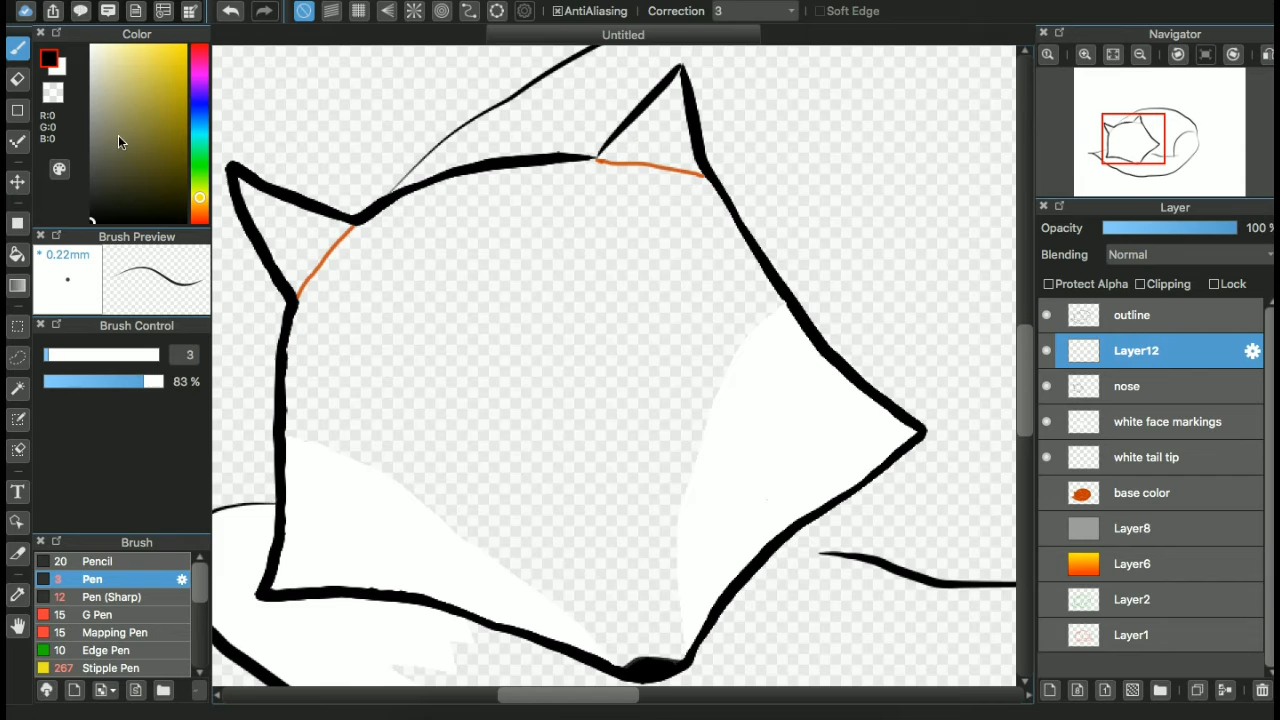 AntiAliasing Correction 3 Soft Edge
Color
Untitled
Navigator
R:0
G:0
B:0
Brush Preview
* 0.22mm
Brush Control
3
83 %
Brush
20 Pencil
3 Pen
12 Pen (Sharp)
15 G Pen
15 Mapping Pen
10 Edge Pen
267 Stipple Pen
Layer
Opacity 100 %
Blending Normal
Protect Alpha Clipping Lock
outline
Layer12
nose
white face markings
white tail tip
base color
Layer8
Layer6
Layer2
Layer1